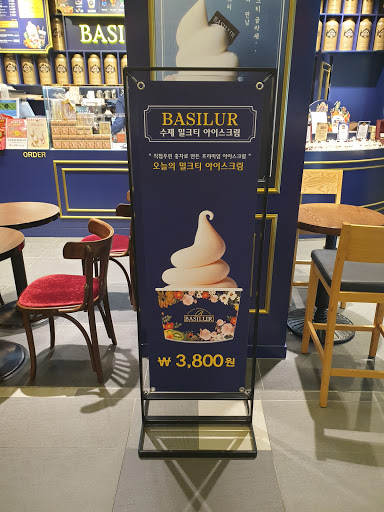 BASIL
BASILUR
ORDER
BASILUR
수제 밀크티 아이스크림
" 직접우린 홍차로 만든 프리미엄 아이스크림 "
오늘의 밀크티 아이스크림
BASILUR
₩ 3,800원